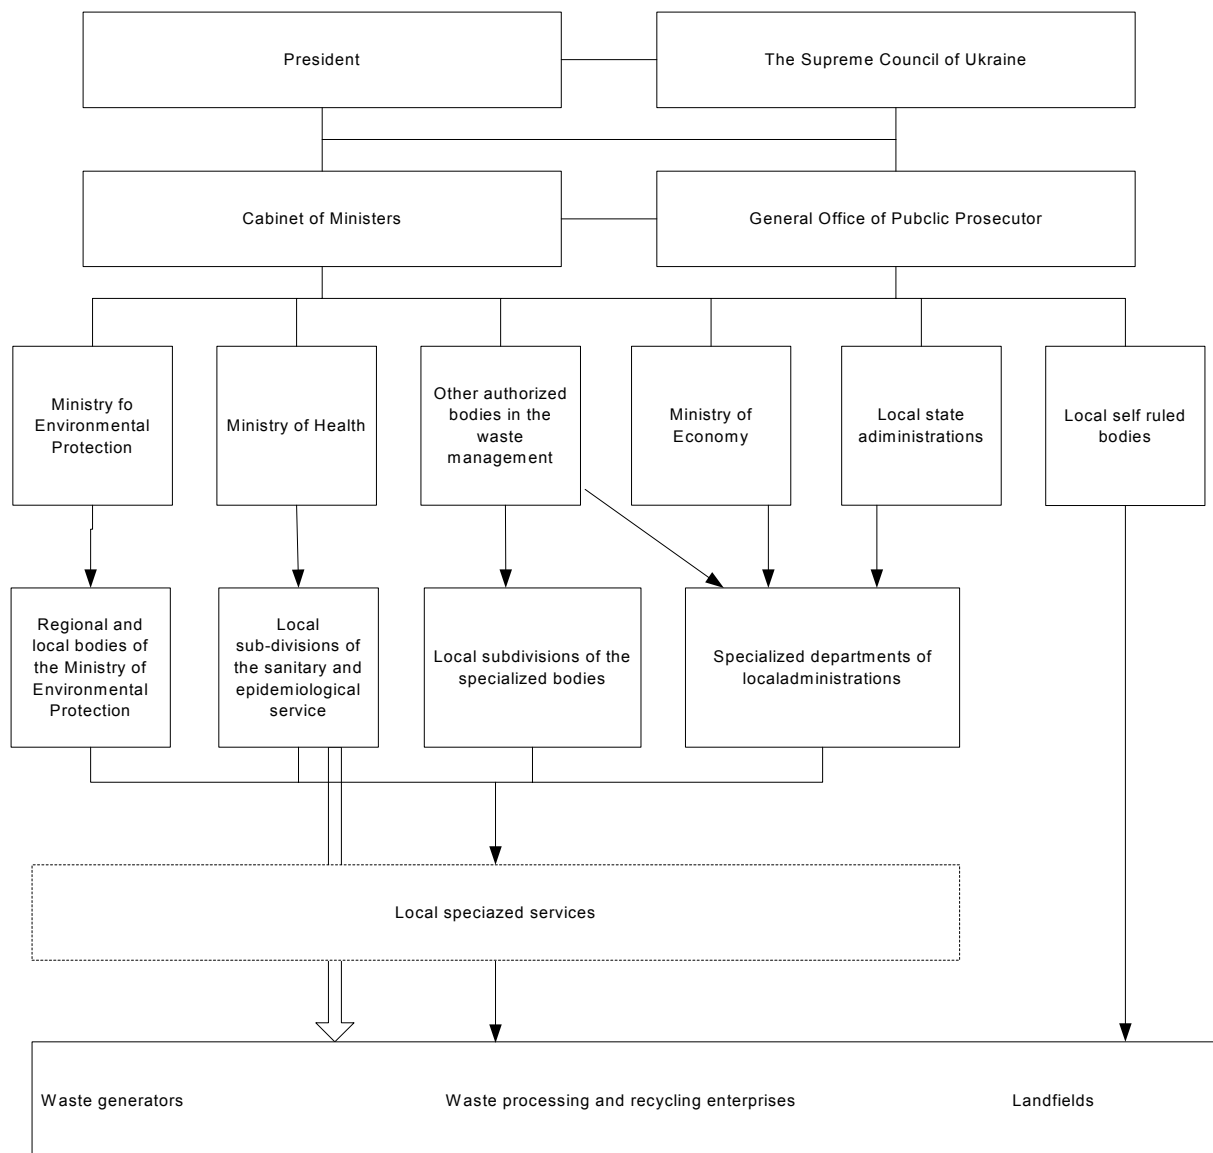 President
The Supreme Council of Ukraine
Cabinet of Ministers
General Office of Pubclic Prosecutor
Ministry fo
Environmental
Protection
Ministry of Health
Other authorized
bodies in the
waste
management
Ministry of
Economy
Local state
adiministrations
Local self ruled
bodies
Regional and
local bodies of
the Ministry of
Environmental
Protection
Local
sub-divisions of
the sanitary and
epidemiological
service
Local subdivisions of the
specialized bodies
Specialized departments of
localadministrations
Local speciazed services
Waste generators
Waste processing and recycling enterprises
Landfields